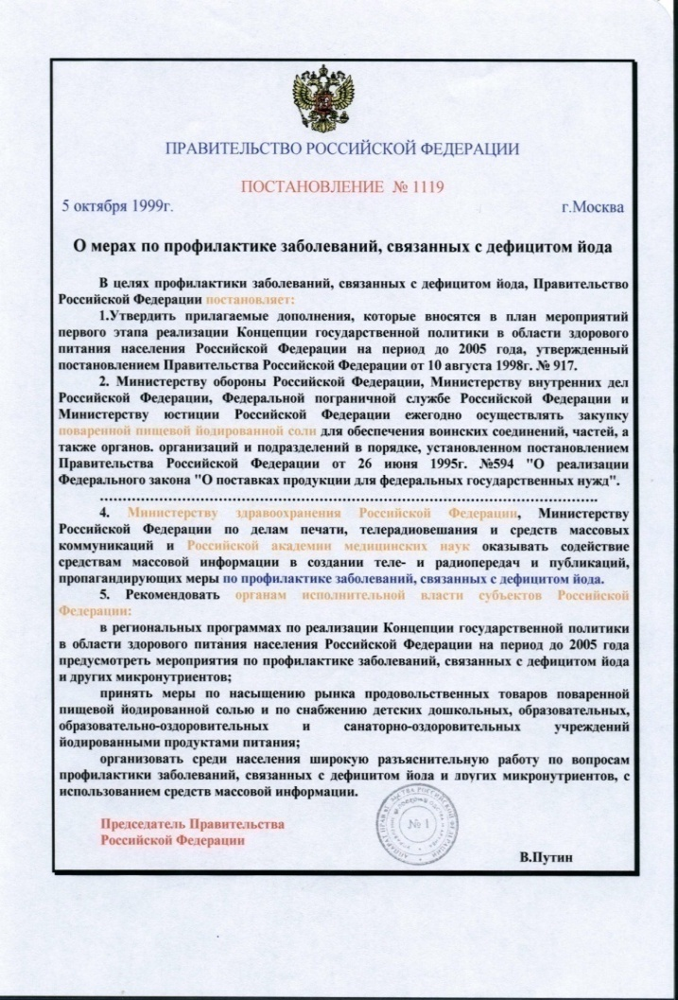 ПРАВИТЕЛЬСТВО РОССИЙСКОЙ ФЕДЕРАЦИИ
ПОСТАНОВЛЕНИЕ № 1119
5 октября 1999г. г.Москва
О мерах по профилактике заболеваний, связанных с дефицитом йода
В целях профилактики заболеваний, связанных с дефицитом йода, Правительство
Российской Федерации постановляет:
1.Утвердить прилагаемые дополнения, которые вносятся в план мероприятий
первого этапа реализации Концепции государственной политики в области здорового
питания населения Российской Федерации на период до 2005 года, утвержденный
постановлением Правительства Российской Федерации от 10 августа 1998г. № 917.
2. Министерству обороны Российской Федерации, Министерству внутренних дел
Российской Федерации, Федеральной пограничной службе Российской Федерации и
Министерству юстиции Российской Федерации ежегодно осуществлять закупку
поваренной пищевой йодированной соли для обеспечения воинских соединений, частей, а
также органов. организаций и подразделений в порядке, установленном постановлением
Правительства Российской Федерации от 26 июня 1995г. №594 "О реализации
Федерального закона "О поставках продукции для федеральных государственных нужд".
................................................................................................
4. Министерству здравоохранения Российской Федерации, Министерству
Российской Федерации по делам печати, телерадиовешания и средств массовых
коммуникаций и Российской академии медицинских наук оказывать содействие
средствам массовой информации в создании теле- и радиопередач и публикаций,
пропагандирующих меры по профилактике заболеваний, связанных с дефицитом йода.
5. Рекомендовать органам исполнительной власти субъектов Российской
Федерации:
в региональных программах по реализации Концепции государственной политики
в области здорового питания населения Российской Федерации на период до 2005 года
предусмотреть мероприятия по профилактике заболеваний, связанных с дефицитом йода
и других микронутриентов;
принять меры по насыщению рынка продовольственных товаров поваренной
пищевой йодированной солью и по снабжению детских дошкольных, образовательных,
образовательно-оздоровительных и санаторно-оздоровительных учреждений
йодированными продуктами питания;
организовать среди населения широкую разъяснительную работу по вопросам
профилактики заболеваний, связанных с дефицитом йода и других микронутриентов, с
использованием средств массовой информации.
Председатель Правительства
Российской Федерации
№ 1
В.Путин